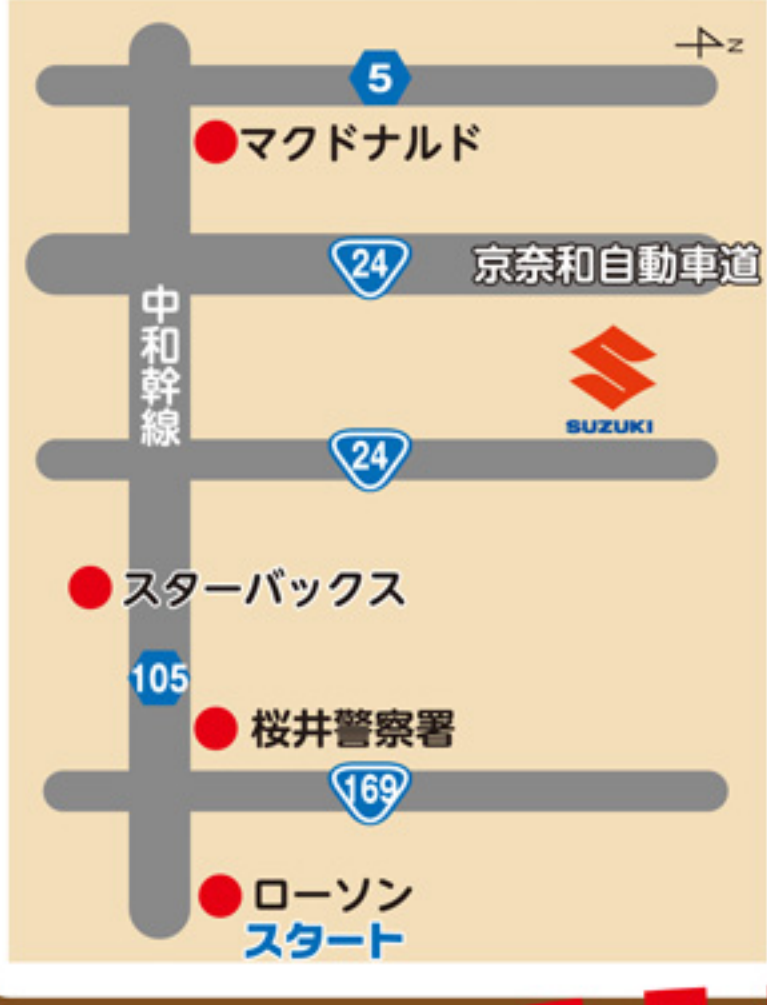 N
5
マクドナルド
24
京奈和自動車道
中和幹線
SUZUKI
24
スターバックス
105
桜井警察署
169
ローソン
スタート